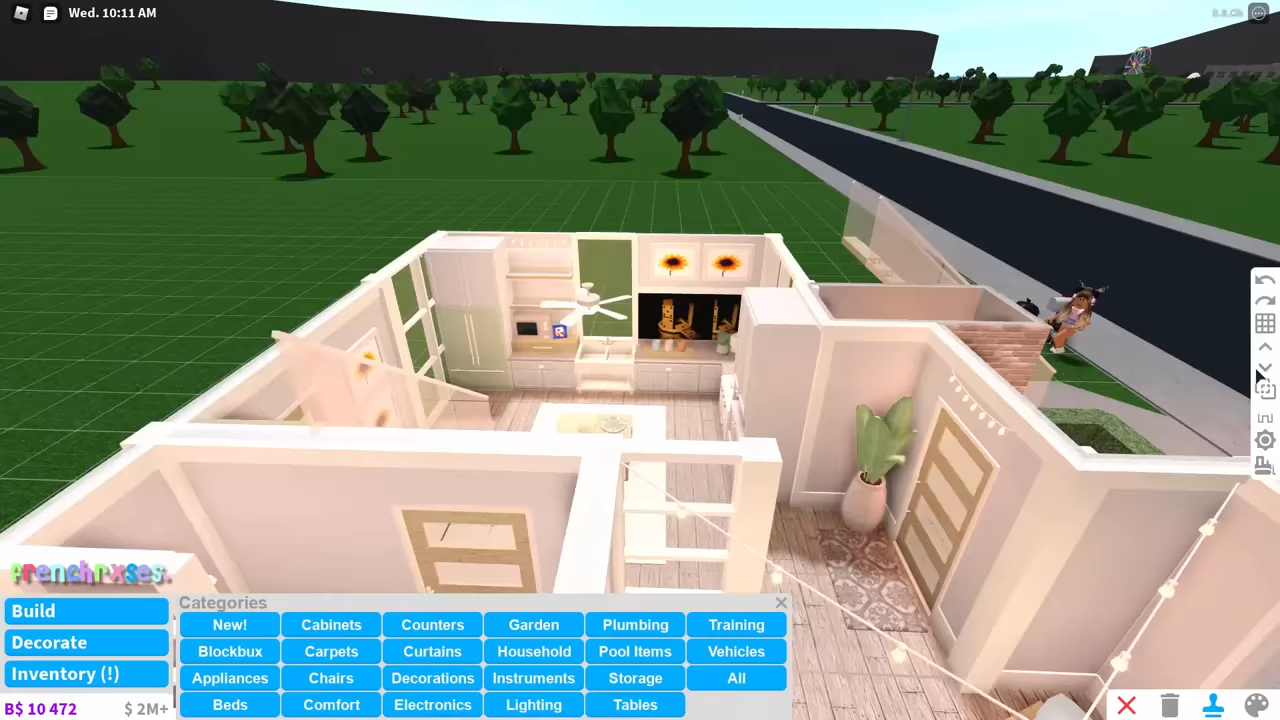 Wed. 10:11 AM
frenchrxses.
Build
Decorate
Inventory (!)
B$ 10 472
$ 2M+
Categories
New!
Cabinets
Counters
Garden
Plumbing
Training
Blockbux
Carpets
Curtains
Household
Pool Items
Vehicles
Appliances
Chairs
Decorations
Instruments
Storage
All
Beds
Comfort
Electronics
Lighting
Tables